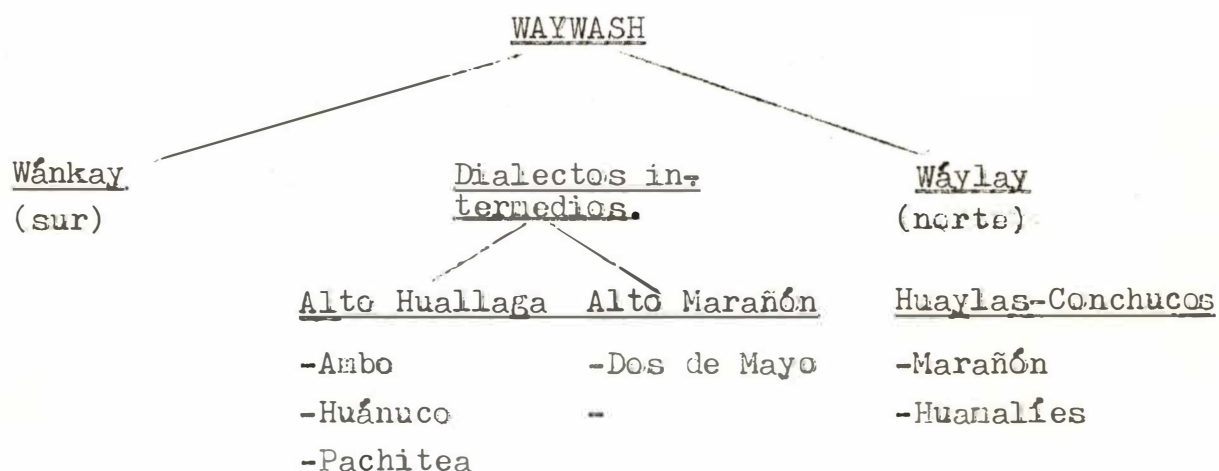 WAYWASH
Wánkay
(sur)
Dialectos in-
termedios.
Wáylay
(norte)
Alto Huallaga Alto Marañón Huaylas-Conchucos
-Ambo -Dos de Mayo -Marañón
-Huánuco - -Huamalíes
-Pachitea